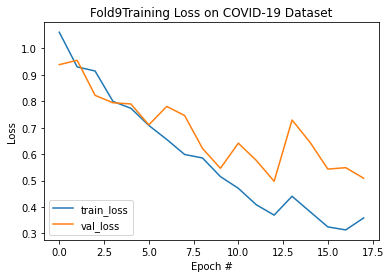 Fold9Training Loss on COVID-19 Dataset
Loss
1.0
0.9
0.8
0.7
0.6
0.5
0.4
0.3
train_loss
val_loss
0.0 2.5 5.0 7.5 10.0 12.5 15.0 17.5
Epoch #